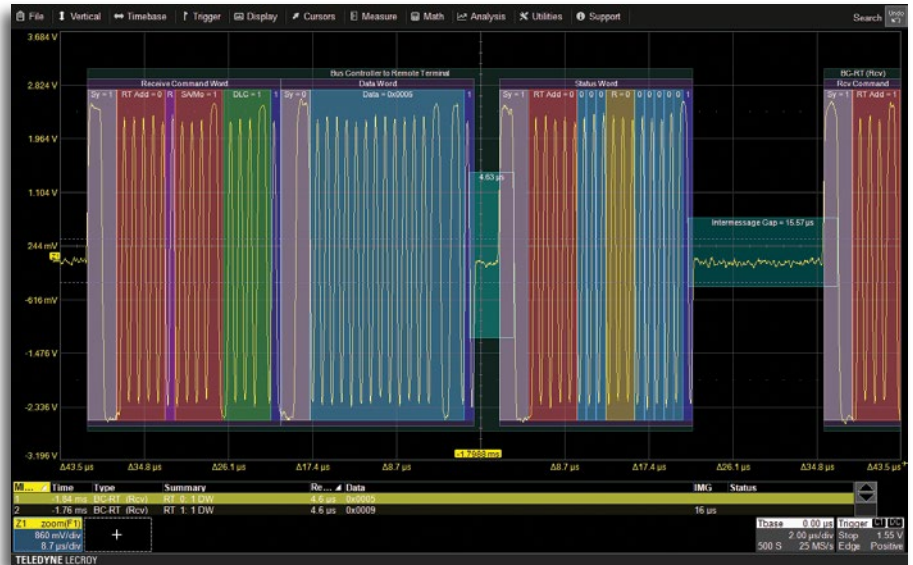 File Vertical Timebase Trigger Display Cursors Measure Math Analysis Utilities Support Search Undo
3.684 V
Bus Controller to Remote Terminal BC-RT (Rcv)
2.824 V Receive Command Word Data Word Status Word Rcv Command
Sy = 1 RT Add = 0 R SA/Mo = 1 DLC = 1 1 Sy = 0 Data = 0x0005 1 Sy = 1 RT Add = 0 0 0 0 R = 0 0 0 0 0 0 1 Sy = 1 RT Add = 1
1.964 V
4.63 µs
1.104 V
Intermessage Gap = 15.57 µs
244 mV
Z1
-616 mV
-1.476 V
-2.336 V
-3.196 V
-1.7988 ms
Δ43.5 µs Δ34.8 µs Δ26.1 µs Δ17.4 µs Δ8.7 µs Δ8.7 µs Δ17.4 µs Δ26.1 µs Δ34.8 µs Δ43.5 µs
MI... Time Type Summary Re... Data IMG Status
1 -1.84 ms BC-RT (Rcv) RT 0: 1 DW 4.6 µs 0x0005
2 -1.76 ms BC-RT (Rcv) RT 1: 1 DW 4.6 µs 0x0009 16 µs
Z1 zoom(F1)
860 mV/div
8.7 µs/div
+
Tbase 0.00 µs Trigger C1 DC
2.00 µs/div Stop 1.55 V
500 S 25 MS/s Edge Positive
TELEDYNE LECROY